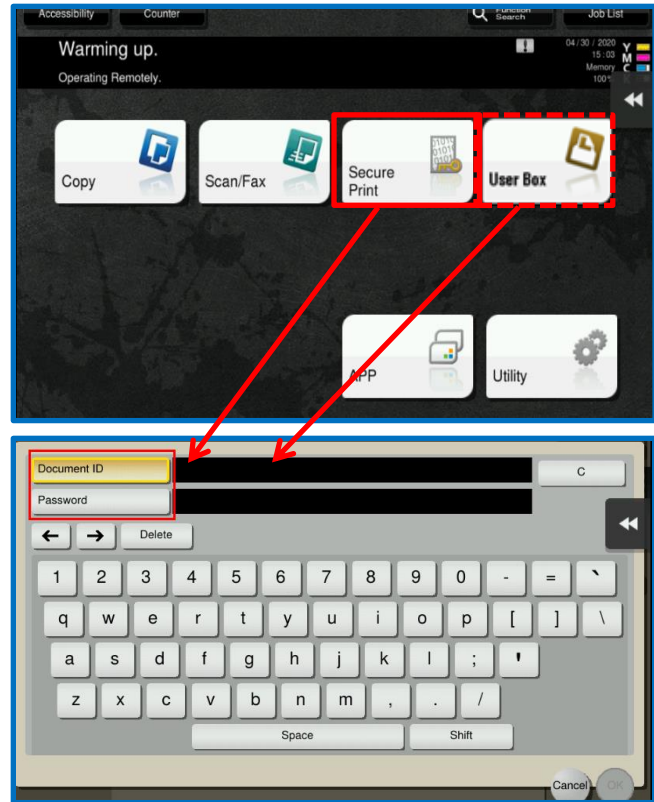 Accessibility Counter Function Search Job List
Warming up.
Operating Remotely.
04/30 / 2020
15:03
Memory
100%
Y
M
C
Copy
Scan/Fax
Secure Print
User Box
APP
Utility
Document ID
C
Password
← → Delete
1 2 3 4 5 6 7 8 9 0 - = `
q w e r t y u i o p [ ] \
a s d f g h j k l ; '
z x c v b n m , . /
Space Shift
Cancel OK